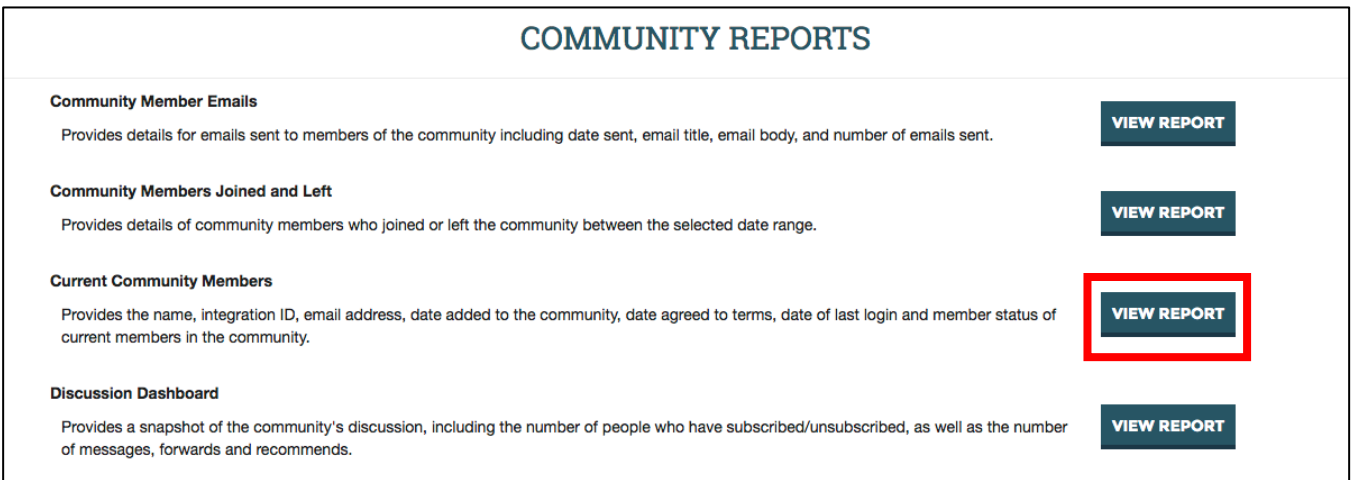 COMMUNITY REPORTS
Community Member Emails
Provides details for emails sent to members of the community including date sent, email title, email body, and number of emails sent.
VIEW REPORT
Community Members Joined and Left
Provides details of community members who joined or left the community between the selected date range.
VIEW REPORT
Current Community Members
Provides the name, integration ID, email address, date added to the community, date agreed to terms, date of last login and member status of
current members in the community.
VIEW REPORT
Discussion Dashboard
Provides a snapshot of the community's discussion, including the number of people who have subscribed/unsubscribed, as well as the number
of messages, forwards and recommends.
VIEW REPORT